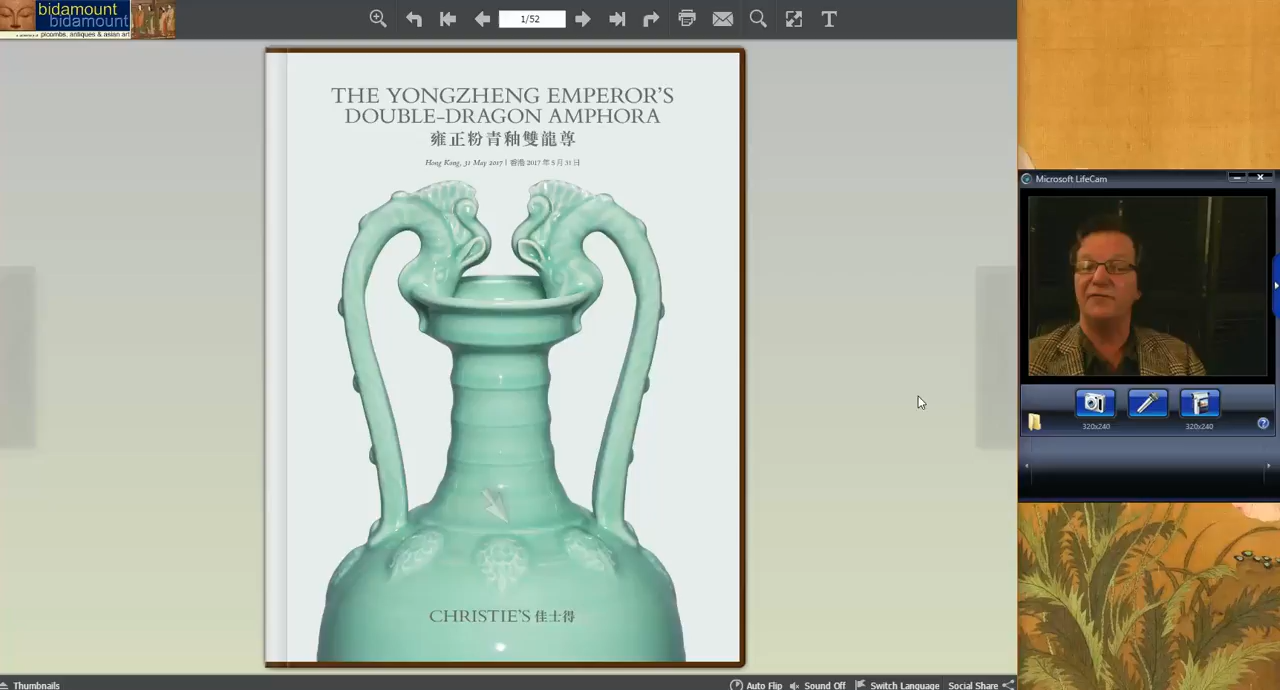 bidamount
bidamount
picombs, antiques & asian art
1/52
T
THE YONGZHENG EMPEROR'S
DOUBLE-DRAGON AMPHORA
雍正粉青釉雙龍尊
Hong Kong, 31 May 2017 | 香港 2017 年 5 月 31 日
CHRISTIE'S 佳士得
Microsoft LifeCam
320x240
320x240
Thumbnails
Auto Flip
Sound Off
Switch Language
Social Share